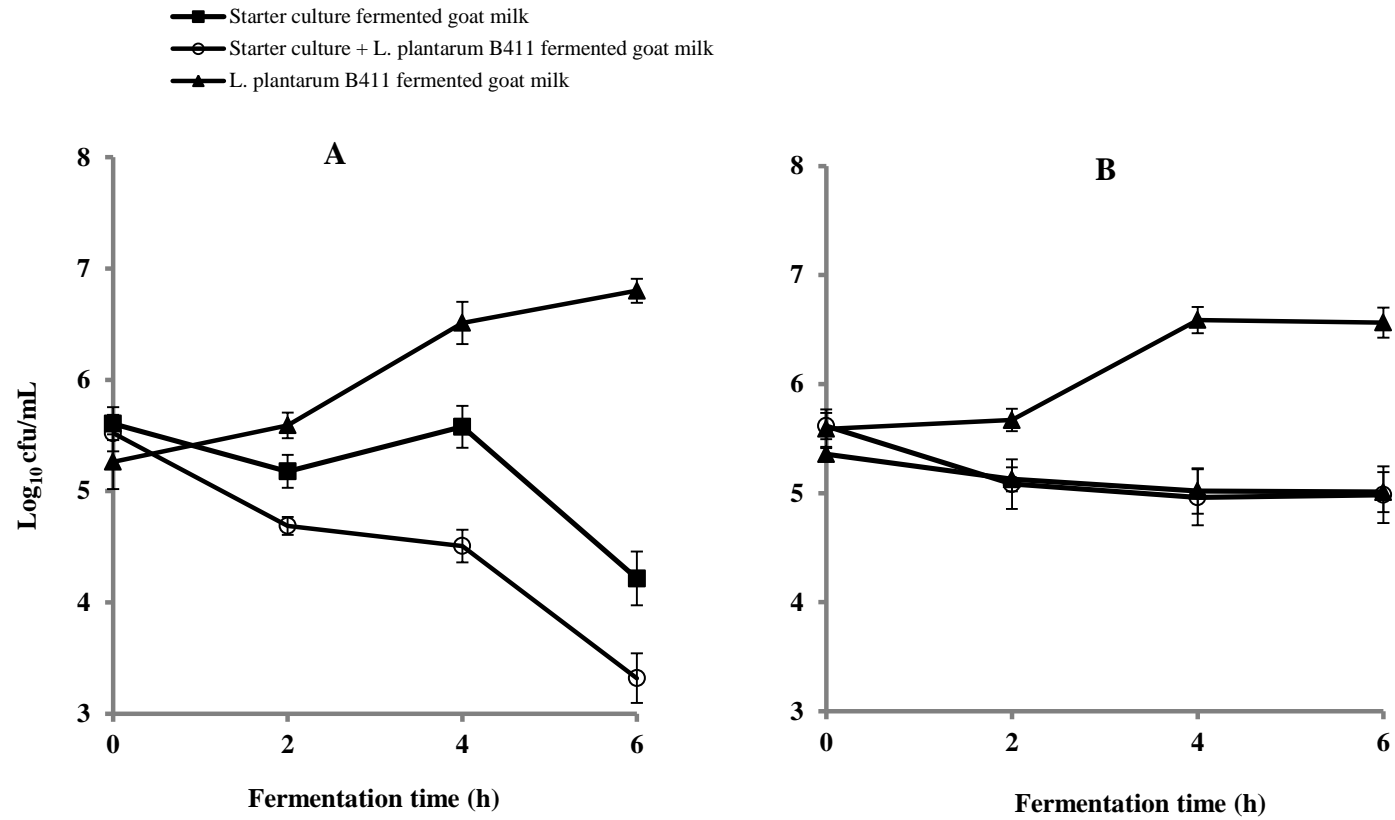 Starter culture fermented goat milk
Starter culture + L. plantarum B411 fermented goat milk
L. plantarum B411 fermented goat milk
A
8
7
6
5
4
3
0 2 4 6
Log10 cfu/mL
Fermentation time (h)
B
8
7
6
5
4
3
0 2 4 6
Fermentation time (h)